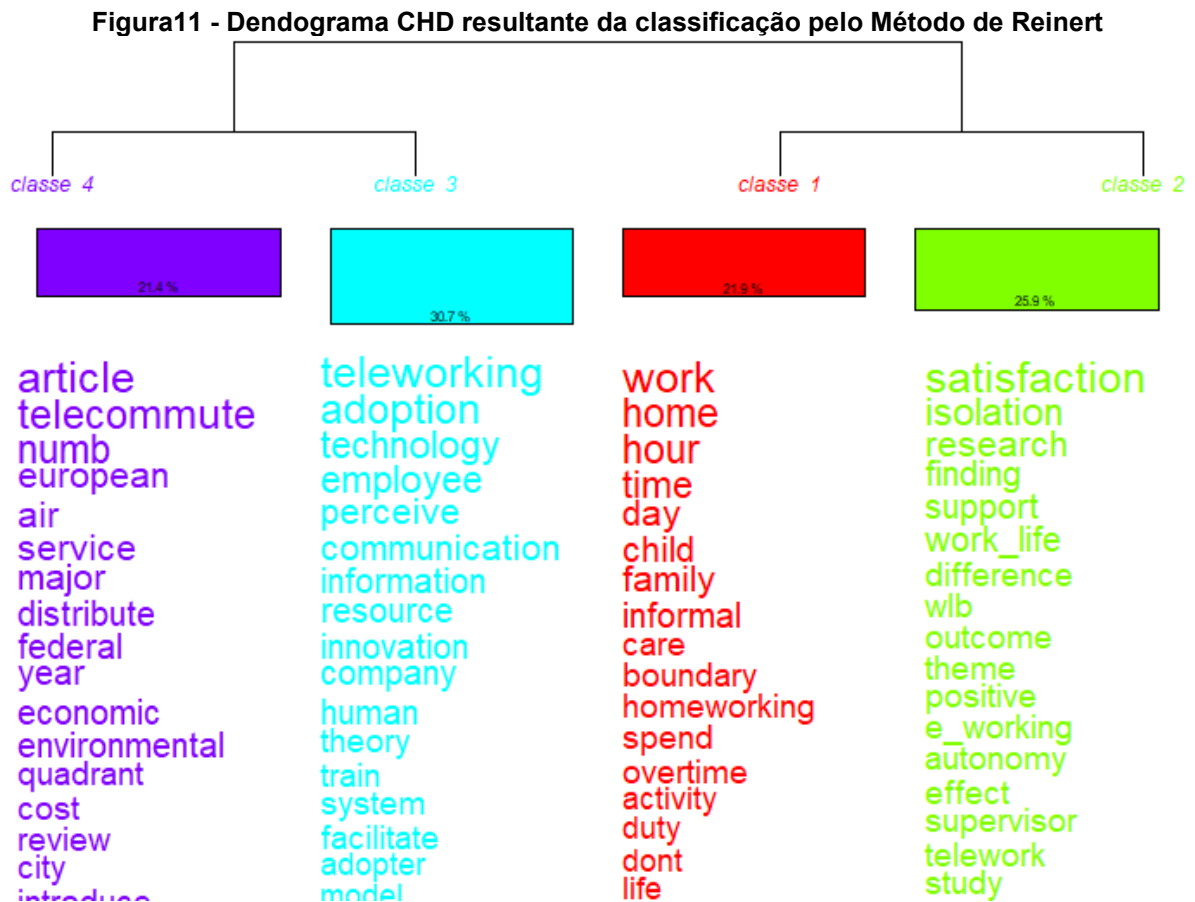 Figura11 - Dendograma CHD resultante da classificação pelo Método de Reinert
classe 4
classe 3
classe 1
classe 2
21.4 %
30.7 %
21.9 %
25.9 %
article
telecommute
numb
european
air
service
major
distribute
federal
year
economic
environmental
quadrant
cost
review
city
introduce
teleworking
adoption
technology
employee
perceive
communication
information
resource
innovation
company
human
theory
train
system
facilitate
adopter
model
work
home
hour
time
day
child
family
informal
care
boundary
homeworking
spend
overtime
activity
duty
dont
life
satisfaction
isolation
research
finding
support
work_life
difference
wlb
outcome
theme
positive
e_working
autonomy
effect
supervisor
telework
study